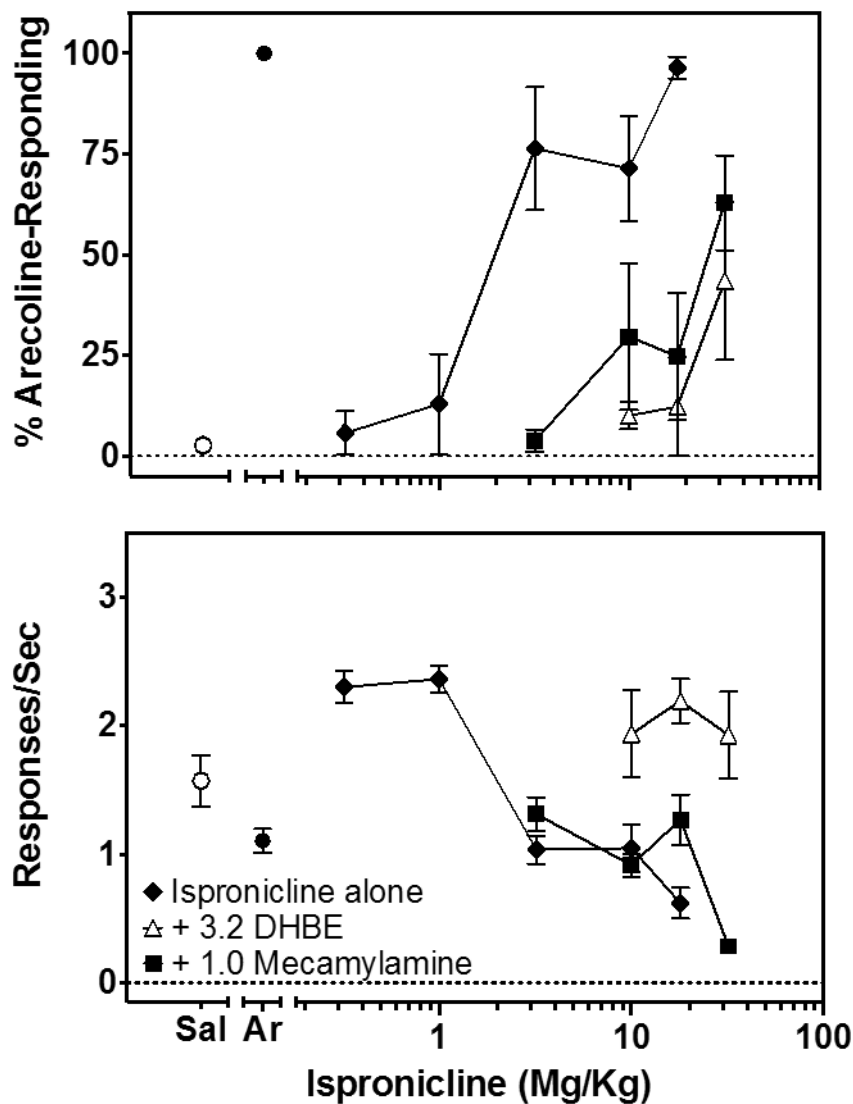 % Arecoline-Responding
100
75
50
25
0
Responses/Sec
3
2
1
0
Ispronicline alone
+ 3.2 DHBE
+ 1.0 Mecamylamine
Sal Ar 1 10 100
Ispronicline (Mg/Kg)